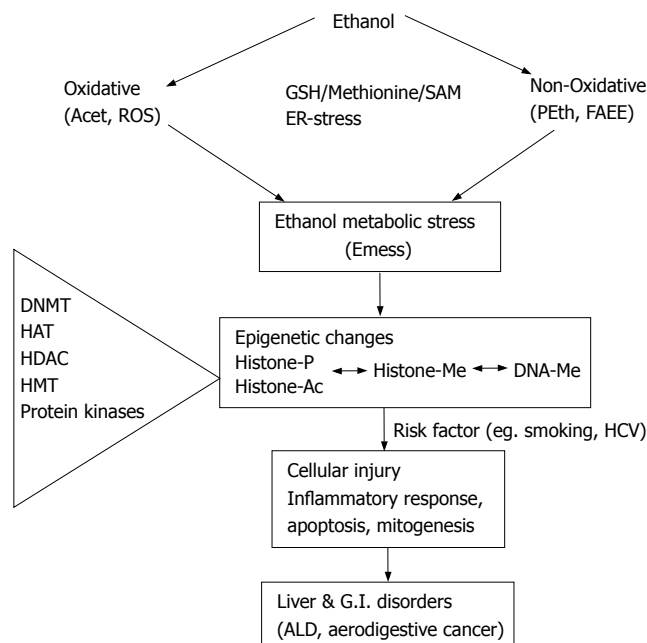 Ethanol
Oxidative
(Acet, ROS)
GSH/Methionine/SAM
ER-stress
Non-Oxidative
(PEth, FAEE)
Ethanol metabolic stress
(Emess)
DNMT
HAT
HDAC
HMT
Protein kinases
Epigenetic changes
Histone-P
Histone-Ac
Histone-Me
DNA-Me
Risk factor (eg. smoking, HCV)
Cellular injury
Inflammatory response,
apoptosis, mitogenesis
Liver & G.I. disorders
(ALD, aerodigestive cancer)